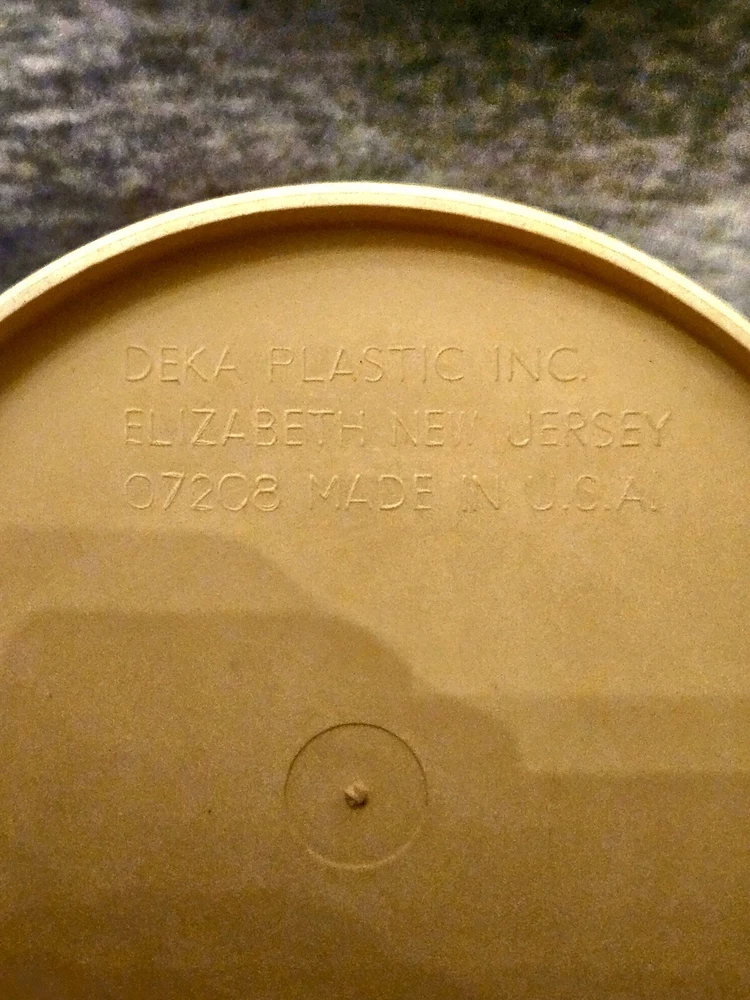 DEKA PLASTIC INC.
ELIZABETH NEW JERSEY
07208 MADE IN U.S.A.